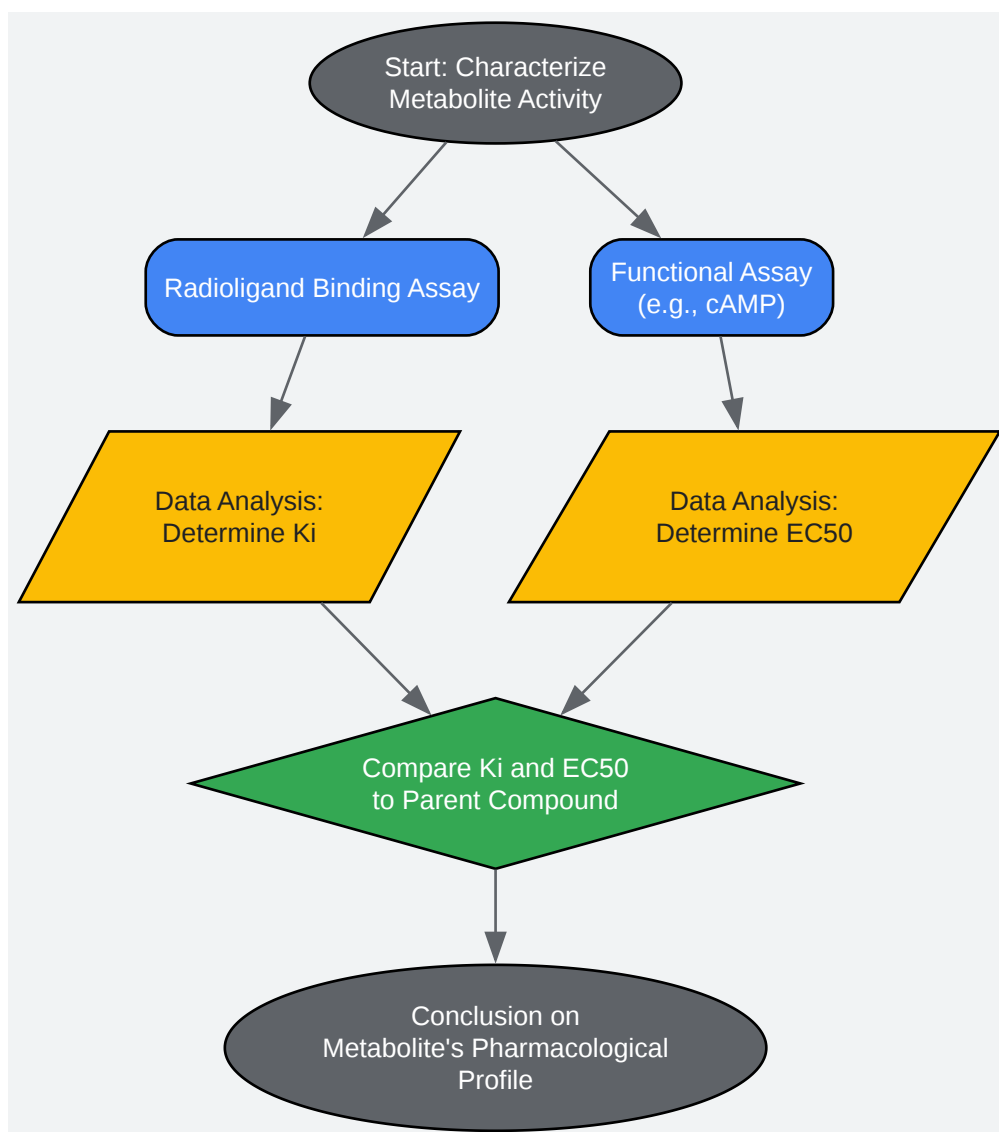 Start: Characterize
Metabolite Activity
Radioligand Binding Assay
Functional Assay
(e.g., cAMP)
Data Analysis:
Determine Ki
Data Analysis:
Determine EC50
Compare Ki and EC50
to Parent Compound
Conclusion on
Metabolite's Pharmacological
Profile